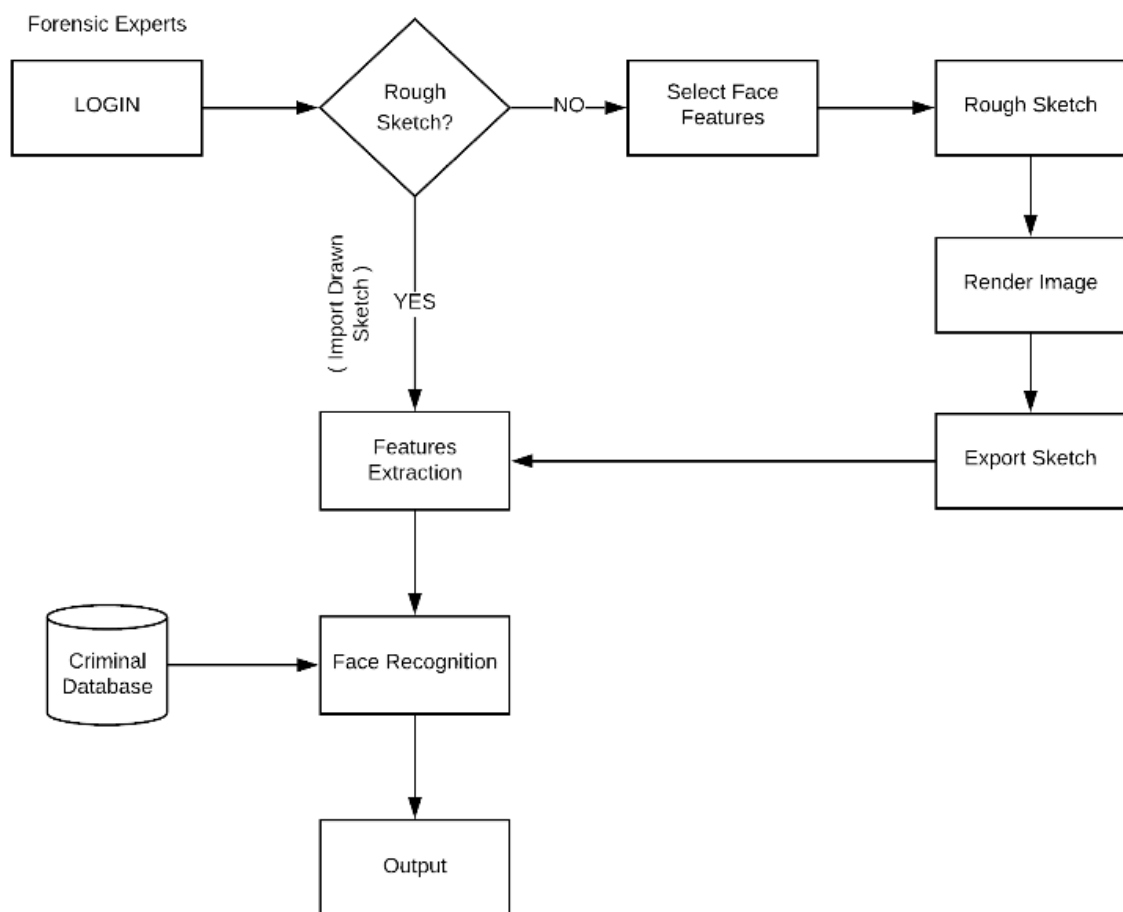 Forensic Experts
LOGIN
Rough
Sketch?
NO
Select Face
Features
Rough Sketch
Render Image
( Import Drawn
Sketch )
YES
Features
Extraction
Export Sketch
Criminal
Database
Face Recognition
Output